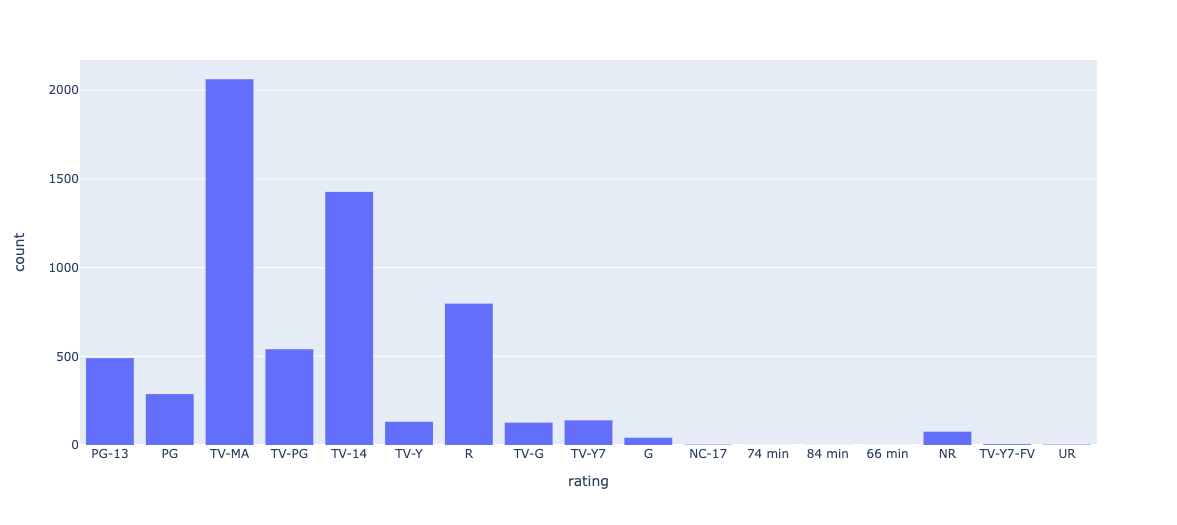 2000
1500
1000
500
0
count
PG-13 PG TV-MA TV-PG TV-14 TV-Y R TV-G TV-Y7 G NC-17 74 min 84 min 66 min NR TV-Y7-FV UR
rating